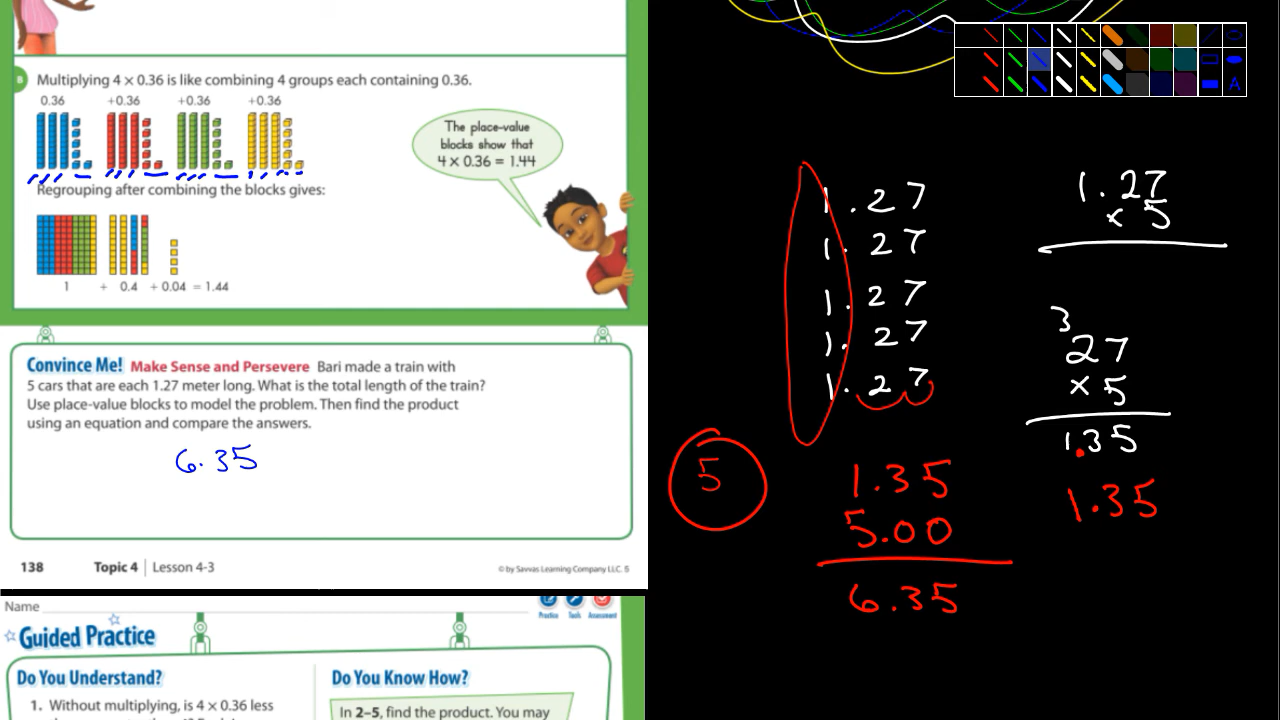 B Multiplying 4 × 0.36 is like combining 4 groups each containing 0.36.
0.36 +0.36 +0.36 +0.36
The place-value
blocks show that
4 × 0.36 = 1.44
Regrouping after combining the blocks gives:
1 + 0.4 + 0.04 = 1.44
Convince Me! Make Sense and Persevere Bari made a train with
5 cars that are each 1.27 meter long. What is the total length of the train?
Use place-value blocks to model the problem. Then find the product
using an equation and compare the answers.
6.35
138 Topic 4 | Lesson 4-3 © by Savvas Learning Company LLC. 5
Name
Practice Tools Assessment
Guided Practice
Do You Understand?
1. Without multiplying, is 4 × 0.36 less
Do You Know How?
In 2–5, find the product. You may
A
1.27
1.27
1.27
1.27
1.27
5
1.35
5.00
6.35
1.27
× 5
3
27
× 5
1.35
1.35